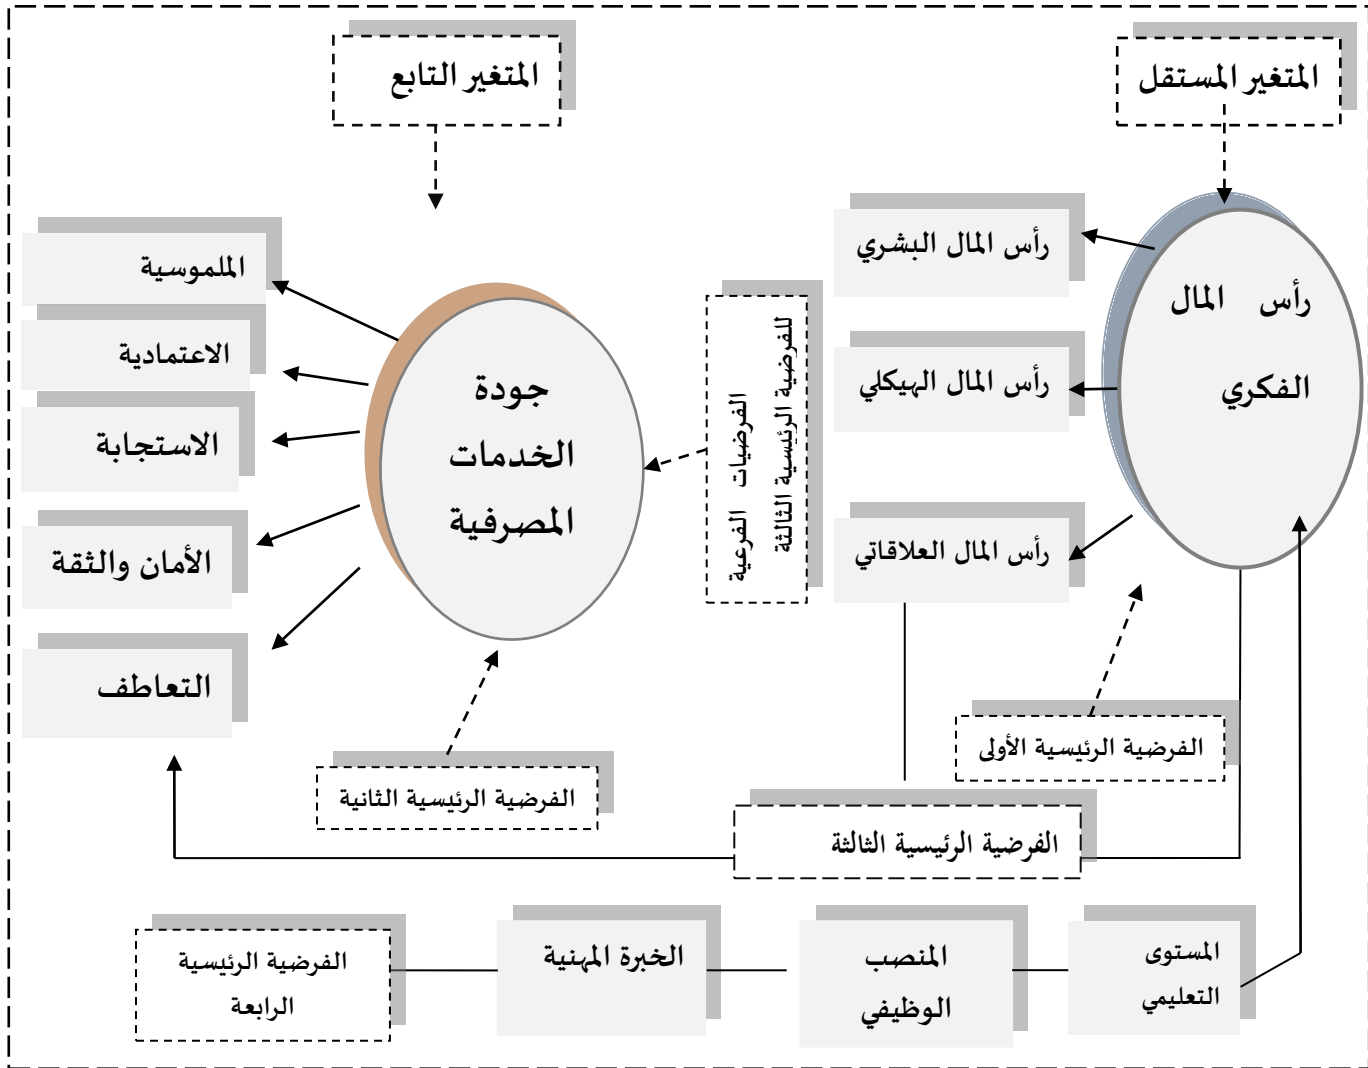 المتغير المستقل
المتغير التابع
رأس المال
الفكري
رأس المال البشري
رأس المال الهيكلي
رأس المال العلاقاتي
الفرضيات الفرعية
للفرضية الرئيسية الثالثة
جودة
الخدمات
المصرفية
الملموسية
الاعتمادية
الاستجابة
الأمان والثقة
التعاطف
الفرضية الرئيسية الأولى
الفرضية الرئيسية الثانية
الفرضية الرئيسية الثالثة
المستوى
التعليمي
المنصب
الوظيفي
الخبرة المهنية
الفرضية الرئيسية
الرابعة